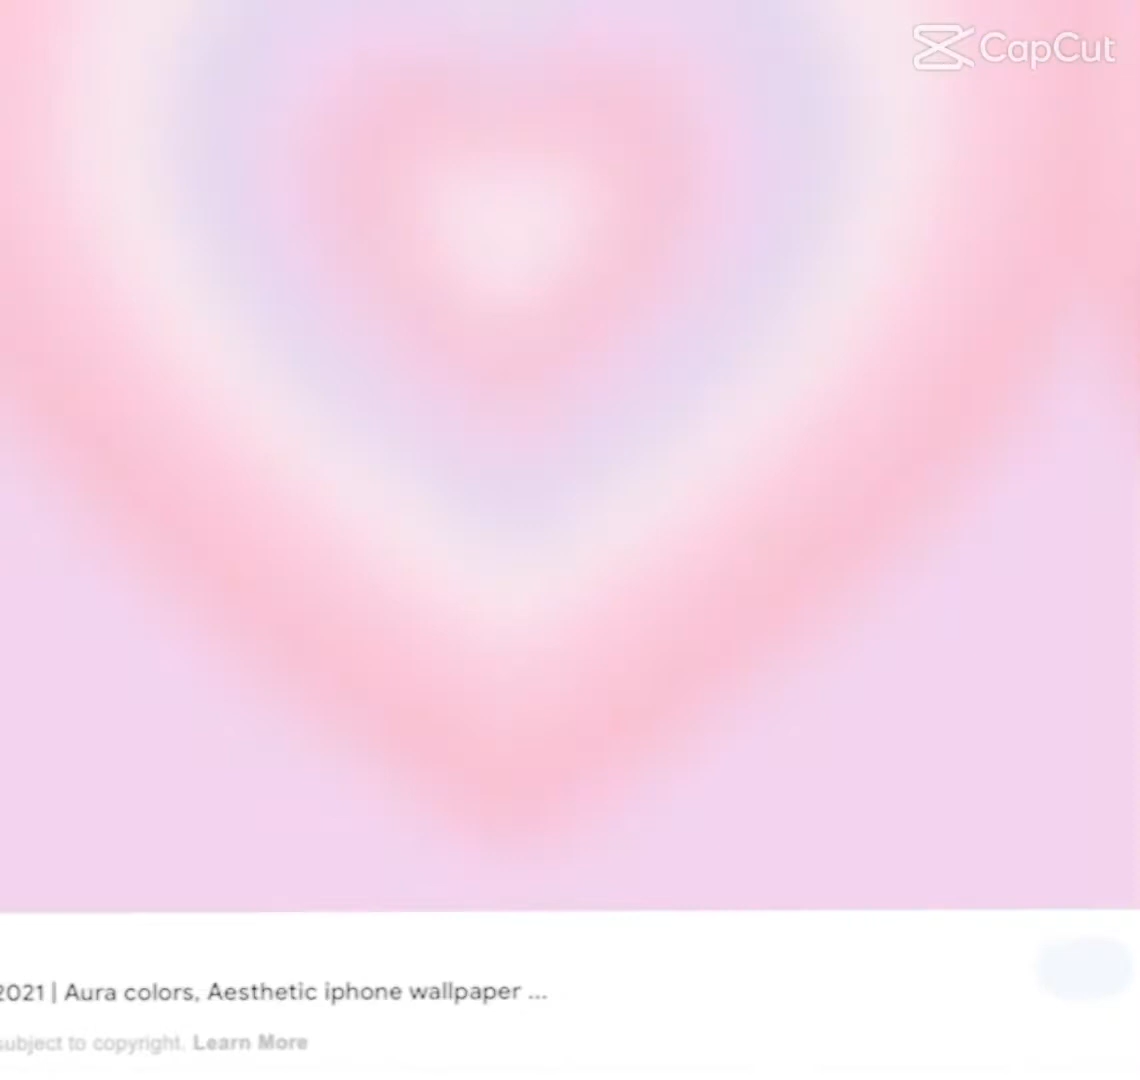 CapCut
2021 | Aura colors, Aesthetic iphone wallpaper ...
subject to copyright. Learn More